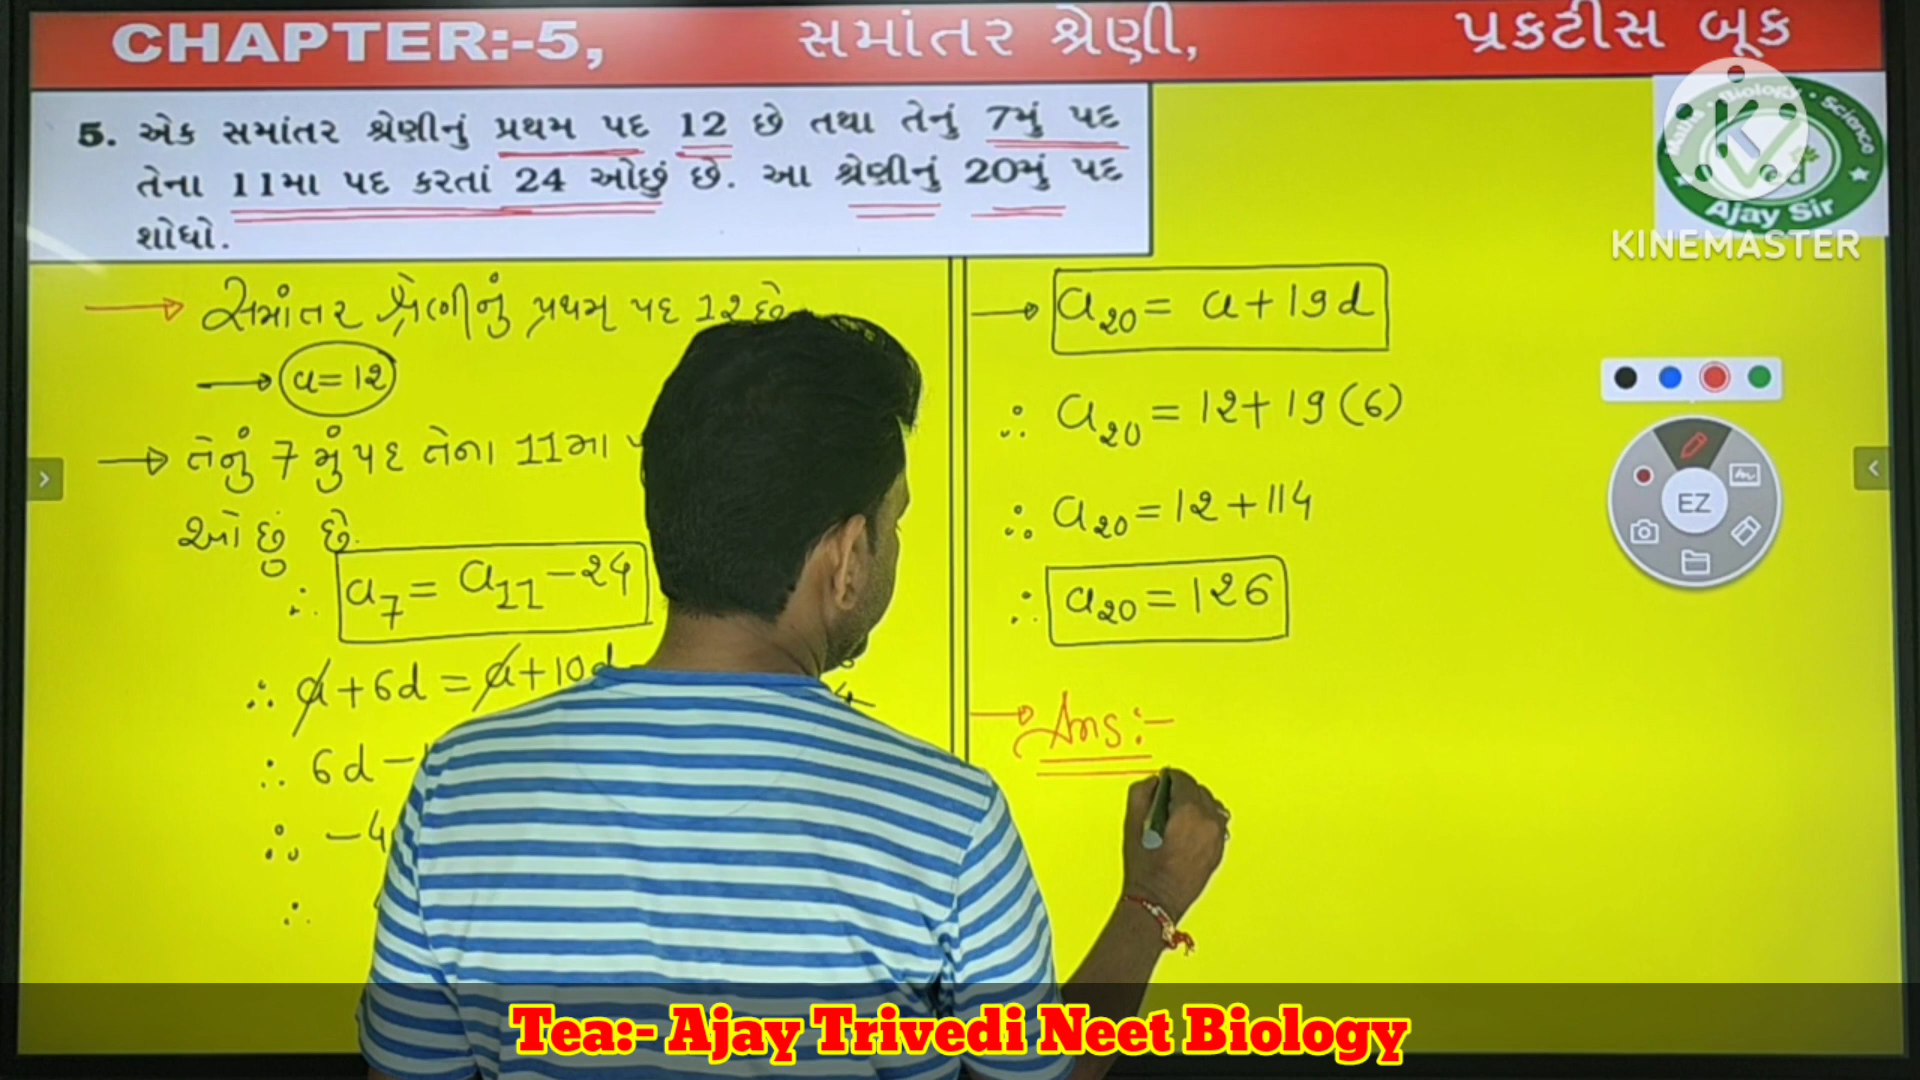 CHAPTER:-5, સમાંતર શ્રેણી, પ્રકટીસ બૂક
5. એક સમાંતર શ્રેણીનું પ્રથમ પદ 12 છે તથા તેનું 7મું પદ
તેના 11મા પદ કરતાં 24 ઓછું છે. આ શ્રેણીનું 20મું પદ
શોધો.
Maths • Biology • Science
Ajay Sir
KINEMASTER
સમાંતર શ્રેણીનું પ્રથમ પદ 12 છે
→ a=12
→ તેનું 7 મું પદ તેના 11મા
ઓછું છે.
∴ a₇ = a₁₁ - 24
∴ a + 6d = a + 10d
∴ 6d -
∴ -4
∴
→ a₂₀ = a + 19d
∴ a₂₀ = 12 + 19 (6)
∴ a₂₀ = 12 + 114
∴ a₂₀ = 126
→ Ans:-
EZ
Tea:- Ajay Trivedi Neet Biology